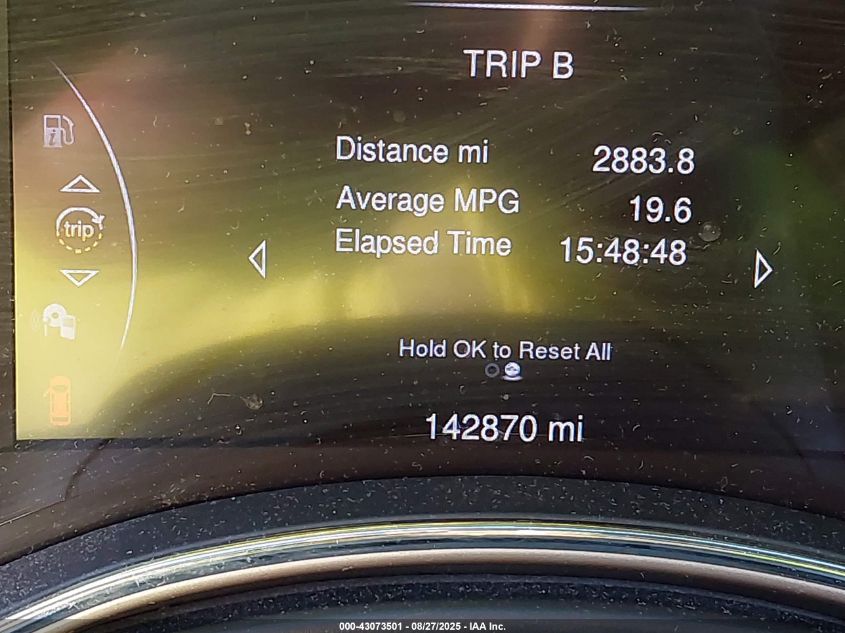 TRIP B
Distance mi 2883.8
Average MPG 19.6
trip
Elapsed Time 15:48:48
Hold OK to Reset All
142870 mi
000-43073501 - 08/27/2025 - IAA Inc.